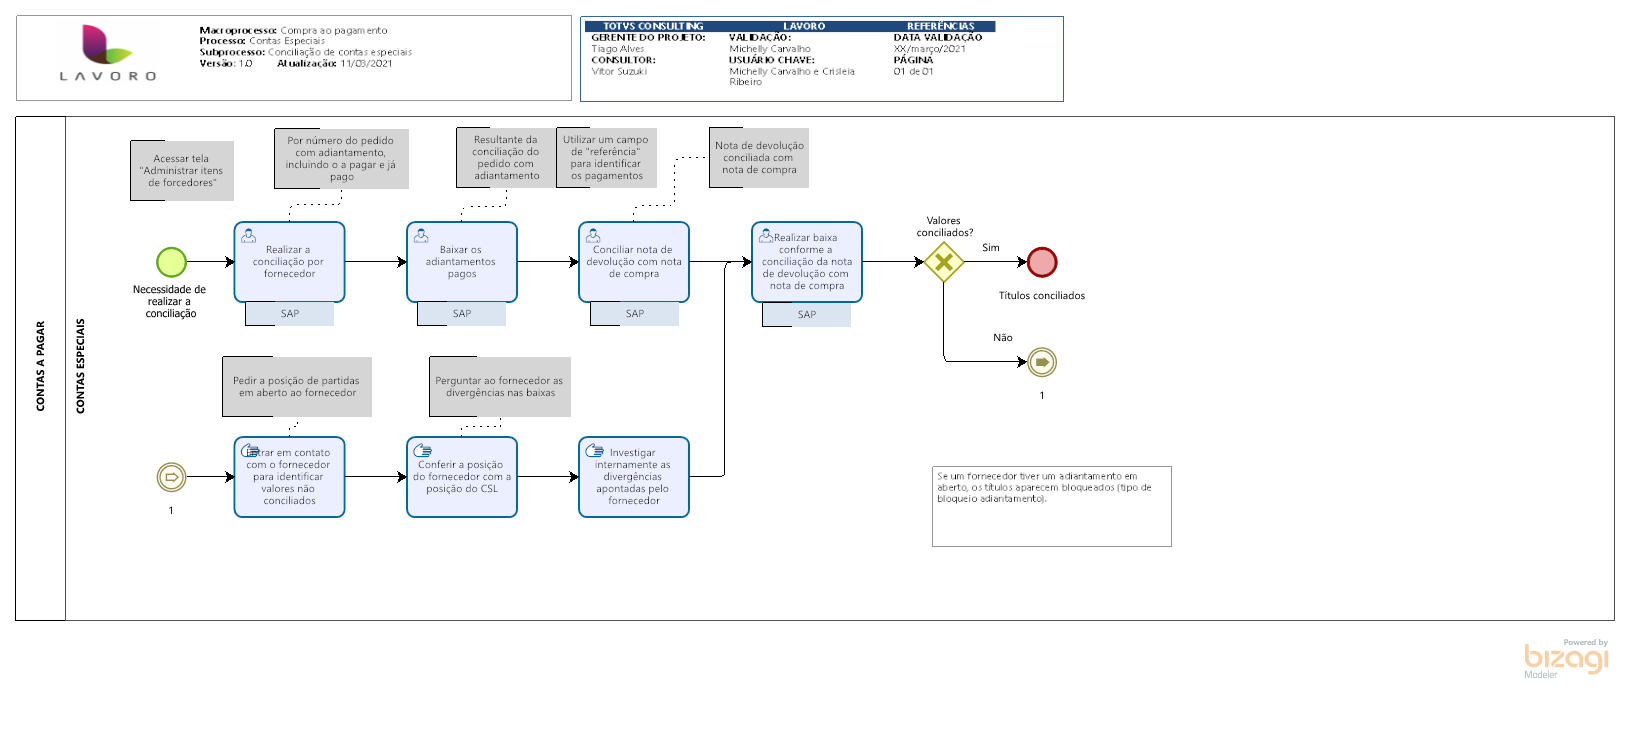 LAVORO
Macroprocesso: Compra ao pagamento
Processo: Contas Especiais
Subprocesso: Conciliação de contas especiais
Versão: 1.0 Atualização: 11/03/2021
TOTVS CONSULTING LAVORO REFERÊNCIAS
GERENTE DO PROJETO: VALIDAÇÃO: DATA VALIDAÇÃO
Tiago Alves Michelly Carvalho XX/março/2021
CONSULTOR: USUÁRIO CHAVE: PÁGINA
Vitor Suzuki Michelly Carvalho e Crisleia 01 de 01
Ribeiro
CONTAS A PAGAR
CONTAS ESPECIAIS
Acessar tela
"Administrar itens
de forcedores"
Por número do pedido
com adiantamento,
incluindo o a pagar e já
pago
Resultante da
conciliação do
pedido com
adiantamento
Utilizar um campo
de "referência"
para identificar
os pagamentos
Nota de devolução
conciliada com
nota de compra
Necessidade de
realizar a
conciliação
Realizar a
conciliação por
fornecedor
SAP
Baixar os
adiantamentos
pagos
SAP
Conciliar nota de
devolução com nota
de compra
SAP
Realizar baixa
conforme a
conciliação da nota
de devolução com
nota de compra
SAP
Valores
conciliados?
Sim
Títulos conciliados
Não
1
Pedir a posição de partidas
em aberto ao fornecedor
Perguntar ao fornecedor as
divergências nas baixas
1
Entrar em contato
com o fornecedor
para identificar
valores não
conciliados
Conferir a posição
do fornecedor com a
posição do CSL
Investigar
internamente as
divergências
apontadas pelo
fornecedor
Se um fornecedor tiver um adiantamento em
aberto, os títulos aparecem bloqueados (tipo de
bloqueio adiantamento).
Powered by
bizagi
Modeler